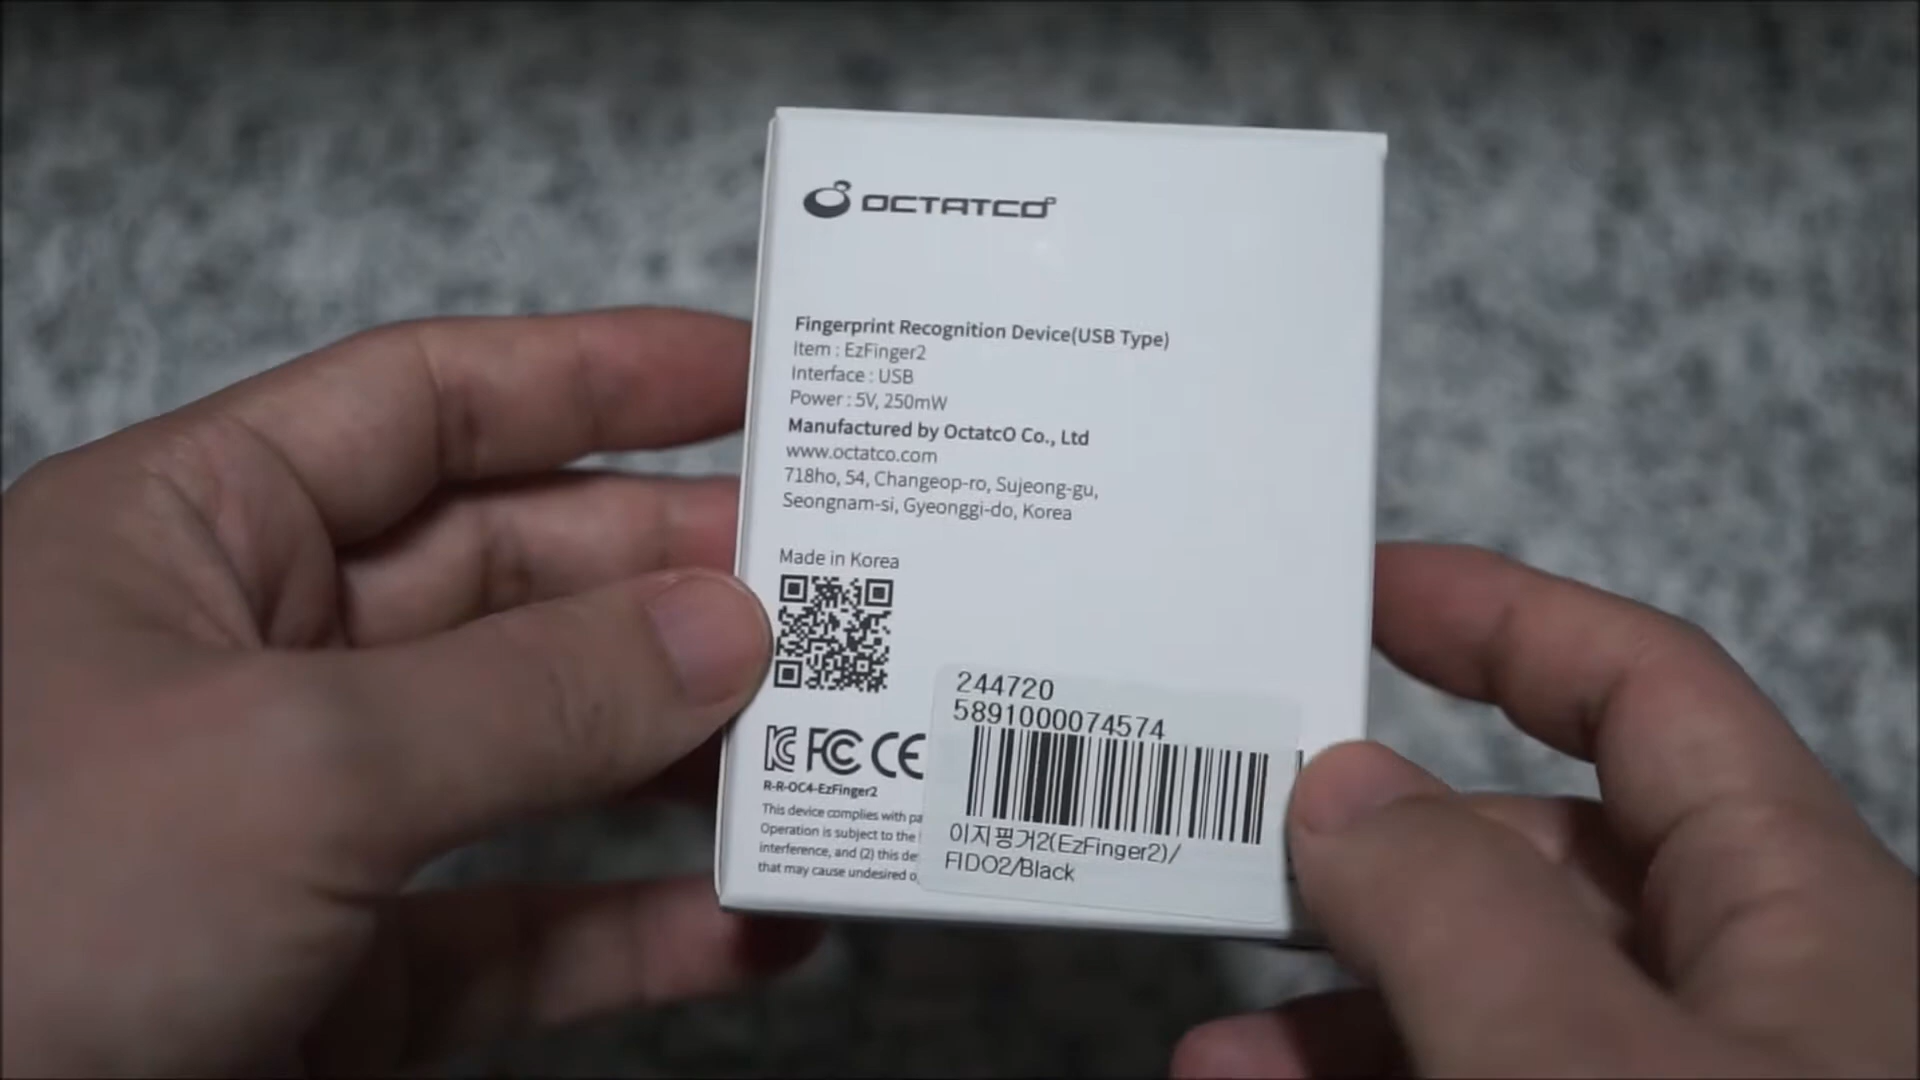 OCTATCO
Fingerprint Recognition Device(USB Type)
Item : EzFinger2
Interface : USB
Power : 5V, 250mW
Manufactured by OctatcO Co., Ltd
www.octatco.com
718ho, 54, Changeop-ro, Sujeong-gu,
Seongnam-si, Gyeonggi-do, Korea
Made in Korea
KC FC CE
R-R-OC4-EzFinger2
This device complies with pa
Operation is subject to the
interference, and (2) this de
that may cause undesired o
244720
5891000074574
이지핑거2(EzFinger2)/
FIDO2/Black